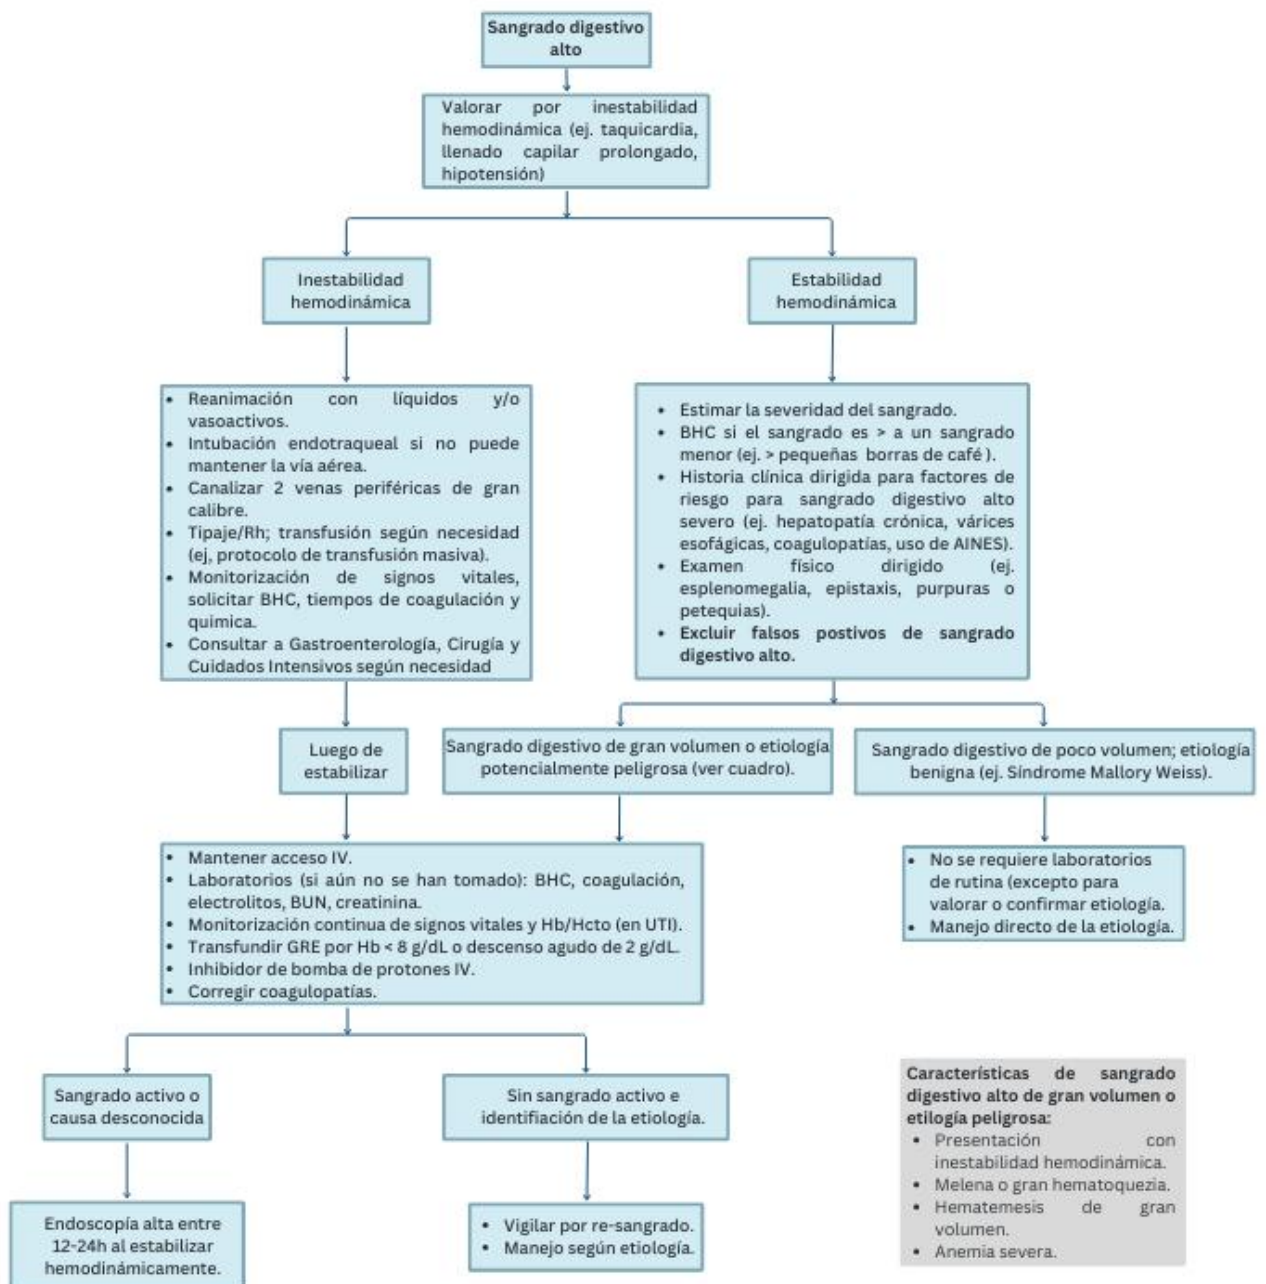 Sangrado digestivo
alto
Valorar por inestabilidad
hemodinámica (ej. taquicardia,
llenado capilar prolongado,
hipotensión)
Inestabilidad
hemodinámica
Estabilidad
hemodinámica
• Reanimación con líquidos y/o
vasoactivos.
• Intubación endotraqueal si no puede
mantener la vía aérea.
• Canalizar 2 venas periféricas de gran
calibre.
• Tipaje/Rh; transfusión según necesidad
(ej, protocolo de transfusión masiva).
• Monitorización de signos vitales,
solicitar BHC, tiempos de coagulación y
quimica.
• Consultar a Gastroenterología, Cirugía y
Cuidados Intensivos según necesidad
• Estimar la severidad del sangrado.
• BHC si el sangrado es > a un sangrado
menor (ej. > pequeñas borras de café ).
• Historia clínica dirigida para factores de
riesgo para sangrado digestivo alto
severo (ej. hepatopatía crónica, várices
esofágicas, coagulopatías, uso de AINES).
• Examen físico dirigido (ej.
esplenomegalia, epistaxis, purpuras o
petequias).
• Excluir falsos postivos de sangrado
digestivo alto.
Luego de
estabilizar
Sangrado digestivo de gran volumen o etiología
potencialmente peligrosa (ver cuadro).
Sangrado digestivo de poco volumen; etiología
benigna (ej. Síndrome Mallory Weiss).
• Mantener acceso IV.
• Laboratorios (si aún no se han tomado): BHC, coagulación,
electrolitos, BUN, creatinina.
• Monitorización continua de signos vitales y Hb/Hcto (en UTI).
• Transfundir GRE por Hb < 8 g/dL o descenso agudo de 2 g/dL.
• Inhibidor de bomba de protones IV.
• Corregir coagulopatías.
• No se requiere laboratorios
de rutina (excepto para
valorar o confirmar etiología.
• Manejo directo de la etiología.
Sangrado activo o
causa desconocida
Sin sangrado activo e
identifiación de la etiología.
Endoscopía alta entre
12-24h al estabilizar
hemodinámicamente.
• Vigilar por re-sangrado.
• Manejo según etiología.
Características de sangrado
digestivo alto de gran volumen o
etilogía peligrosa:
• Presentación con
inestabilidad hemodinámica.
• Melena o gran hematoquezia.
• Hematemesis de gran
volumen.
• Anemia severa.